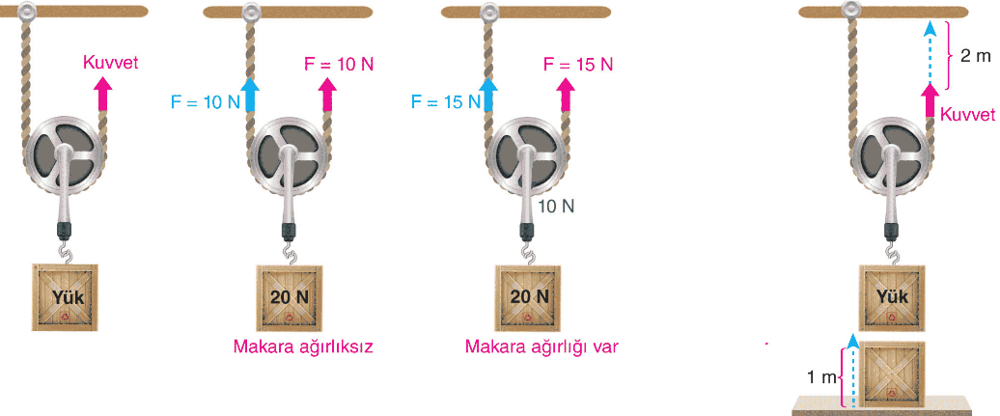 Kuvvet
Yük
F = 10 N
F = 10 N
20 N
Makara ağırlıksız
F = 15 N
F = 15 N
10 N
20 N
Makara ağırlığı var
2 m
Kuvvet
Yük
1 m